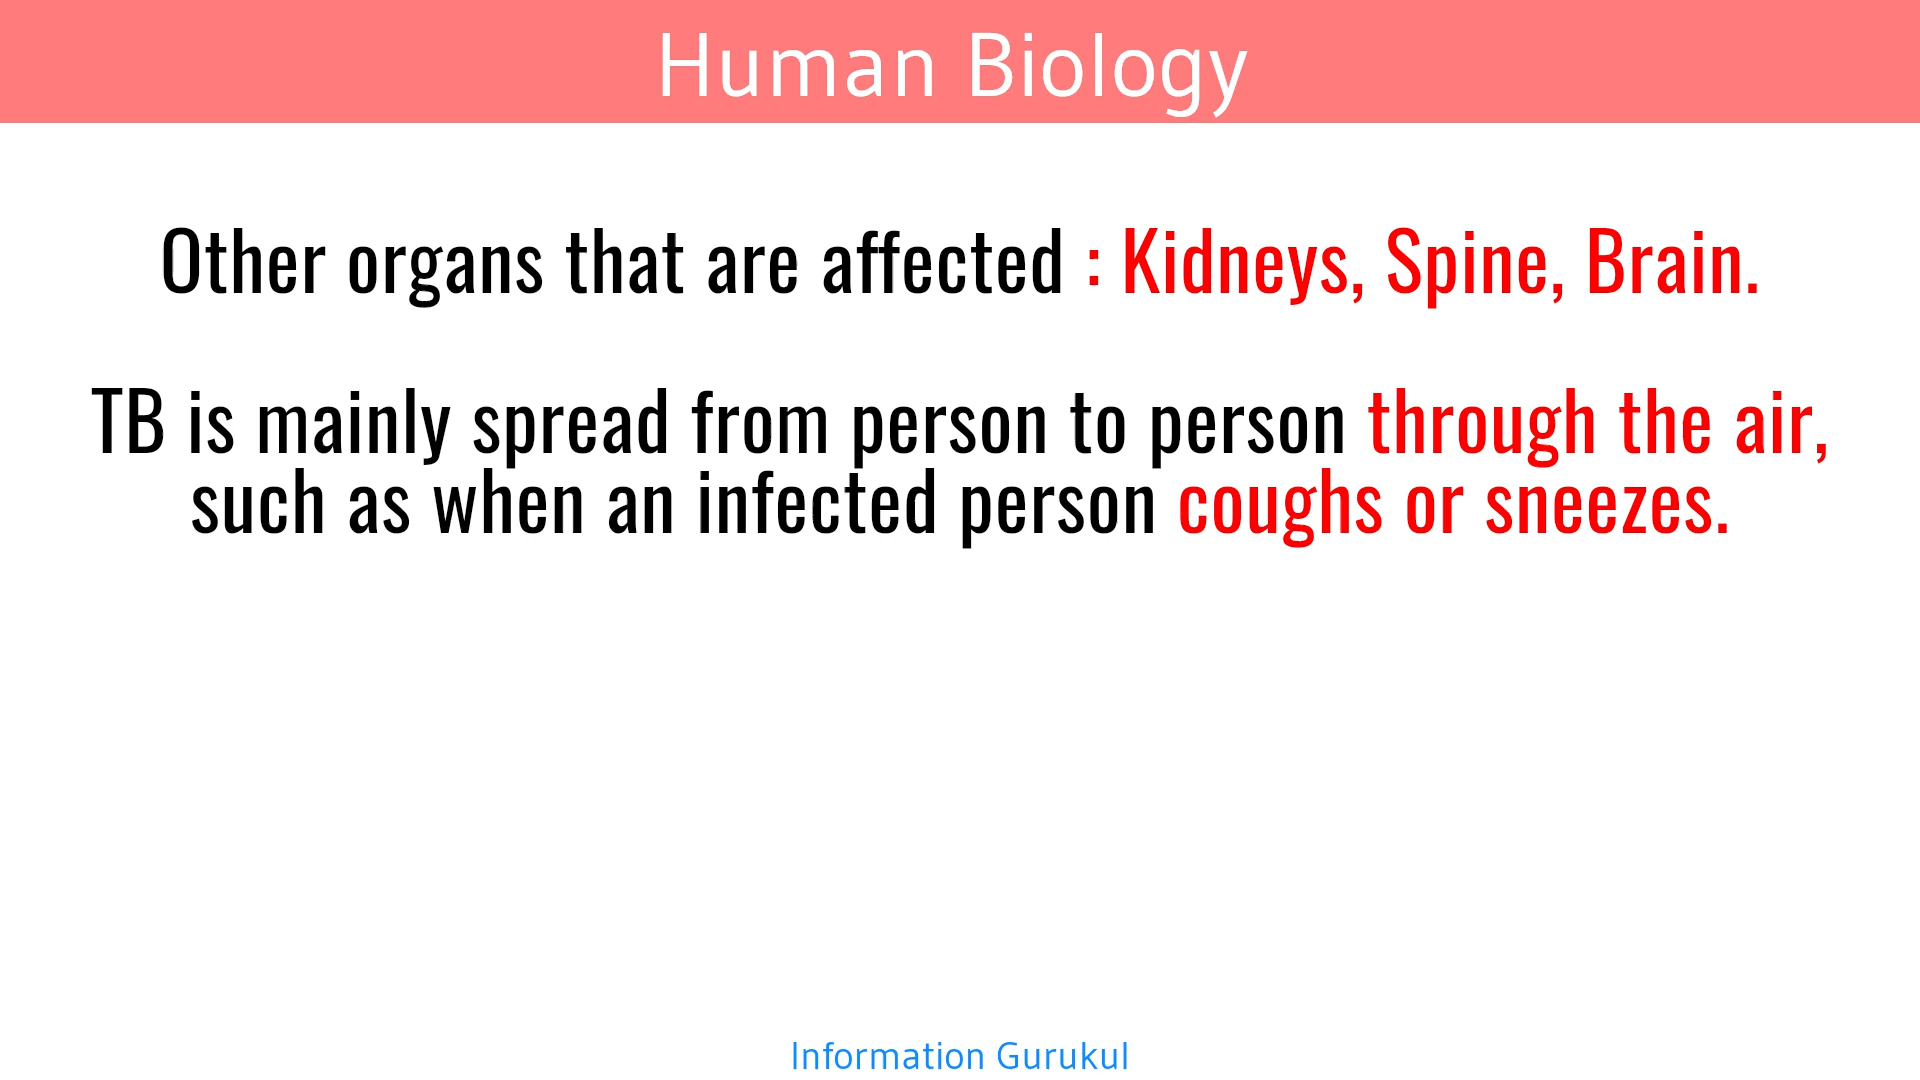 Human Biology
Other organs that are affected : Kidneys, Spine, Brain.
TB is mainly spread from person to person through the air,
such as when an infected person coughs or sneezes.
Information Gurukul